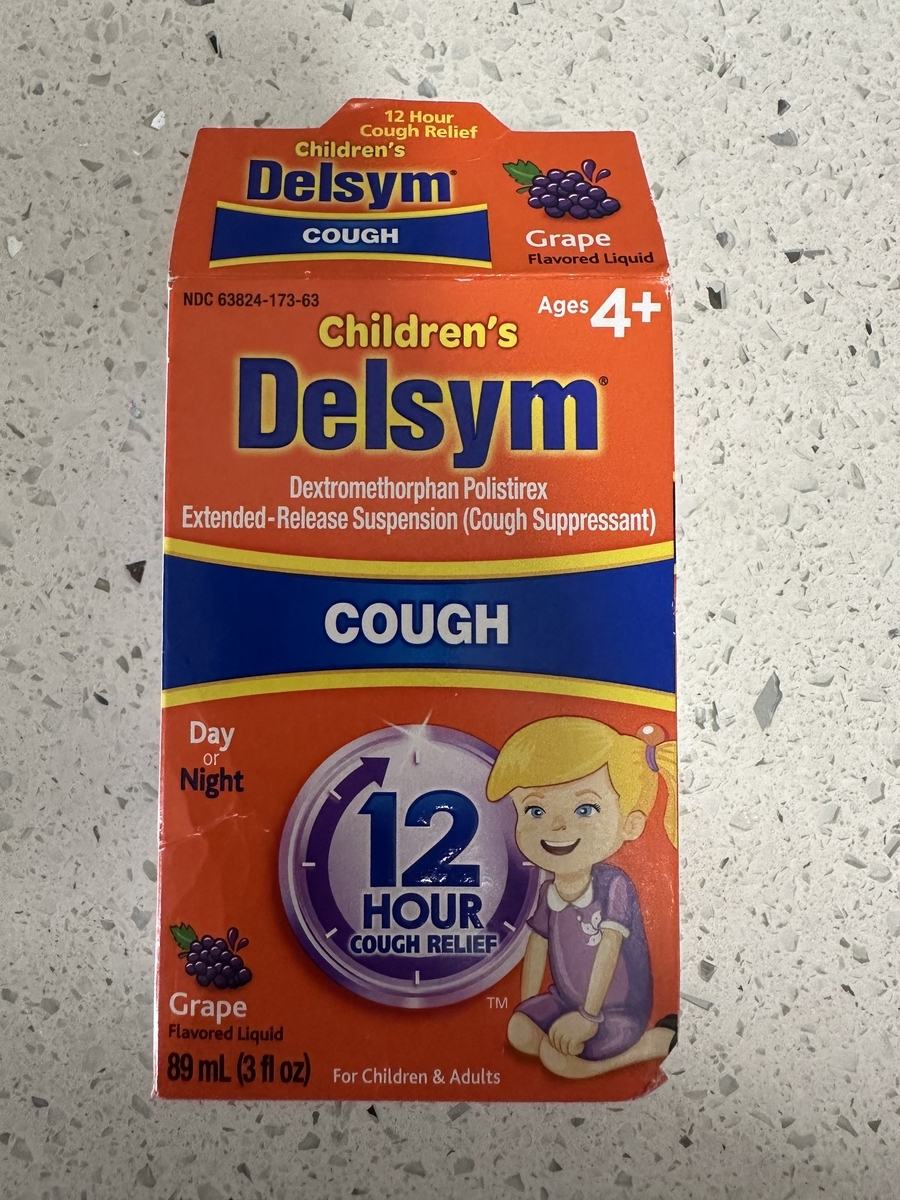 12 Hour
Cough Relief
Children's
Delsym®
COUGH
Grape
Flavored Liquid
NDC 63824-173-63
Ages 4+
Children's
Delsym®
Dextromethorphan Polistirex
Extended-Release Suspension (Cough Suppressant)
COUGH
Day
or
Night
12
HOUR
COUGH RELIEF
TM
Grape
Flavored Liquid
89 mL (3 fl oz)
For Children & Adults